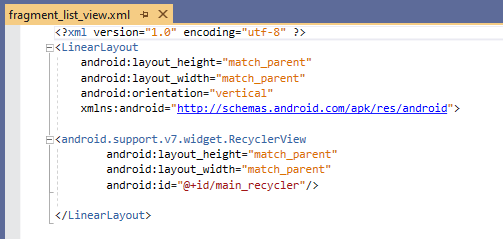 fragment_list_view.xml
<?xml version="1.0" encoding="utf-8" ?>
<LinearLayout
    android:layout_height="match_parent"
    android:layout_width="match_parent"
    android:orientation="vertical"
    xmlns:android="http://schemas.android.com/apk/res/android">

<android.support.v7.widget.RecyclerView
        android:layout_height="match_parent"
        android:layout_width="match_parent"
        android:id="@+id/main_recycler"/>

</LinearLayout>